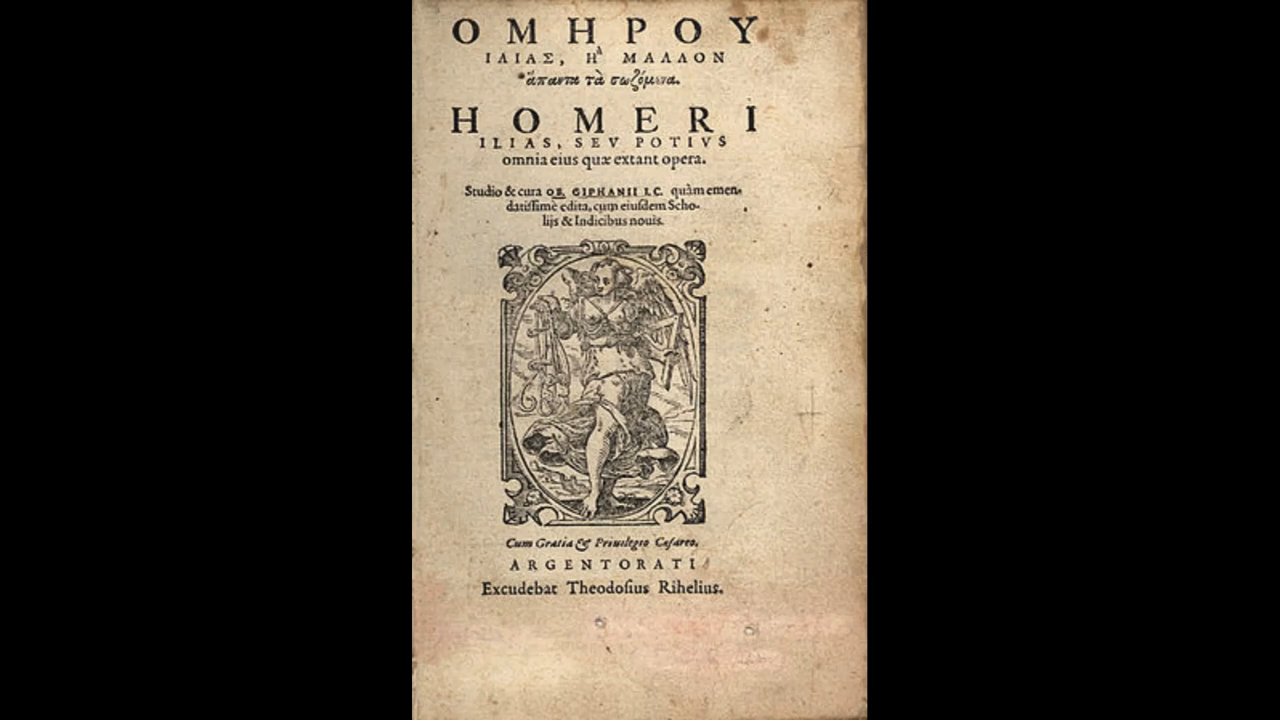 ΟΜΗΡΟΥ
ΙΛΙΑΣ, Ἢ ΜΑΛΛΟΝ
ἅπαντα τὰ σωζόμενα.
HOMERI
ILIAS, SEV POTIVS
omnia eius quæ extant opera.
Studio & cura OB. GIPHANII I.C. quàm emen-
datiſſimè edita, cum eiuſdem Scho-
lijs & Indicibus nouis.
Cum Gratia & Priuilegio Cæſareo.
ARGENTORATI
Excudebat Theodoſius Rihelius.